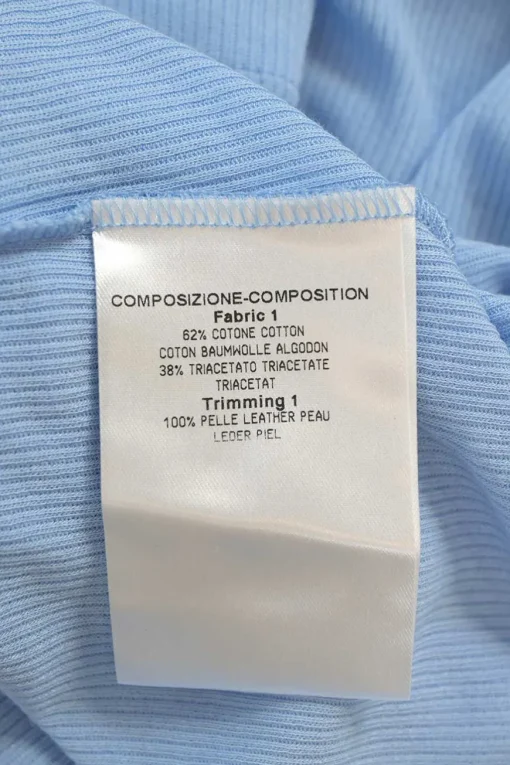 COMPOSIZIONE-COMPOSITION
Fabric 1
62% COTONE COTTON
COTON BAUMWOLLE ALGODON
38% TRIACETATO TRIACETATE
TRIACETAT
Trimming 1
100% PELLE LEATHER PEAU
LEDER PIEL